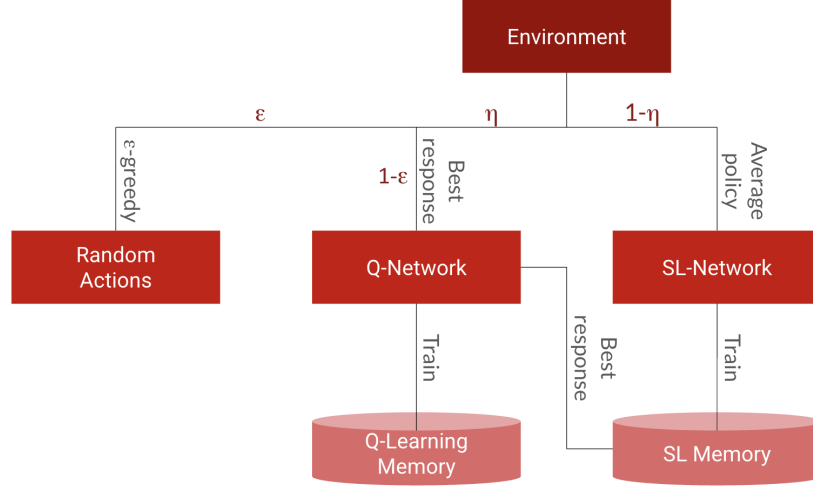 Environment
ε
η
1-η
ε-greedy
1-ε
Best
response
Average
policy
Random
Actions
Q-Network
SL-Network
Train
Best
response
Train
Q-Learning
Memory
SL Memory